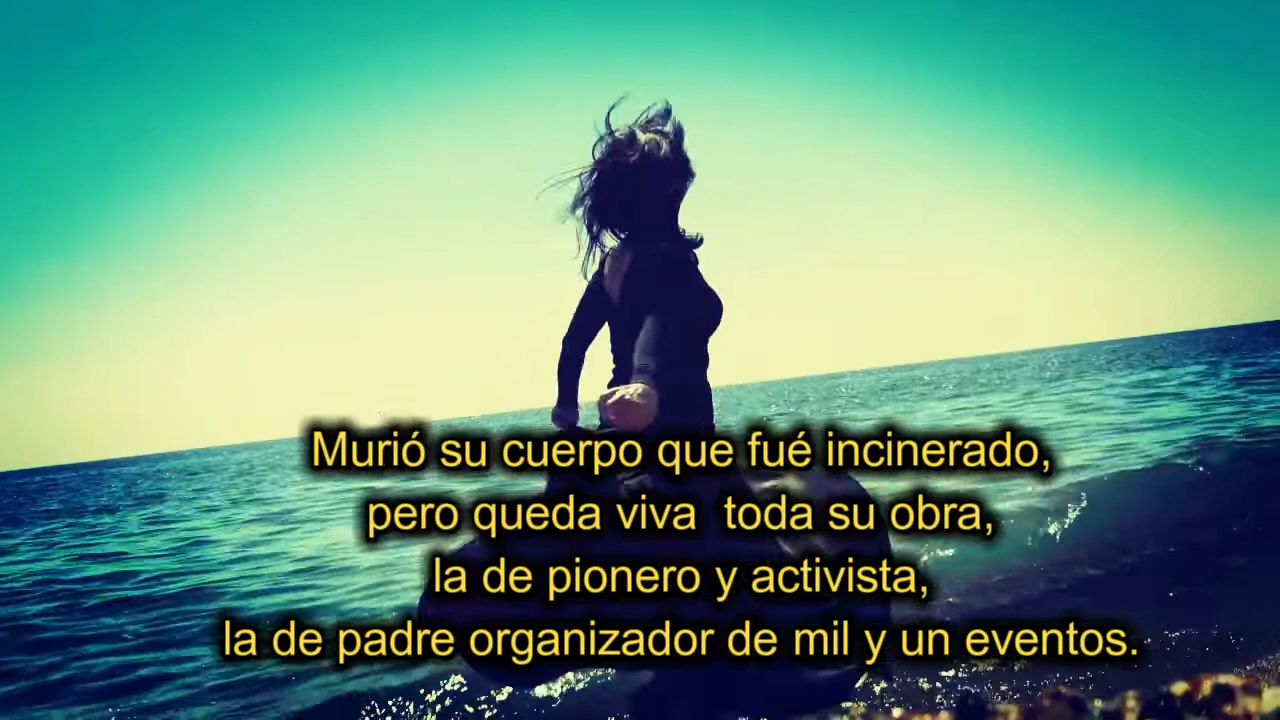 Murió su cuerpo que fué incinerado,
pero queda viva  toda su obra,
la de pionero y activista,
la de padre organizador de mil y un eventos.